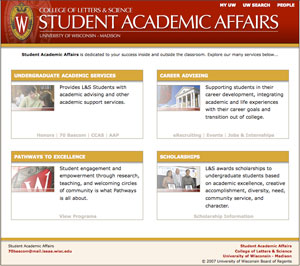 MY UW UW SEARCH PEOPLE
COLLEGE OF LETTERS & SCIENCE
STUDENT ACADEMIC AFFAIRS
UNIVERSITY OF WISCONSIN - MADISON
Student Academic Affairs is dedicated to your success inside and outside the classroom. Explore our many services below...
UNDERGRADUATE ACADEMIC SERVICES
Provides L&S Students with
academic advising and other
academic support services.
Honors | 70 Bascom | CCAS | AAP
CAREER ADVISING
Supporting students in
their career development, integrating
academic and life experiences
with their career goals and
transition out of college.
eRecruiting | Events | Jobs & Internships
PATHWAYS TO EXCELLENCE
Student engagement and
empowerment through research,
teaching, and welcoming circles
of community is what Pathways
is all about.
View Programs
SCHOLARSHIPS
L&S awards scholarships to
undergraduate students based
on academic excellence, creative
accomplishment, diversity, need,
community service, and
character.
Scholarship Information
Student Academic Affairs
70bascom@mail.lssaa.wisc.edu
Student Academic Affairs
College of Letters & Science
University of Wisconsin - Madison
© 2007 University of Wisconsin Board of Regents